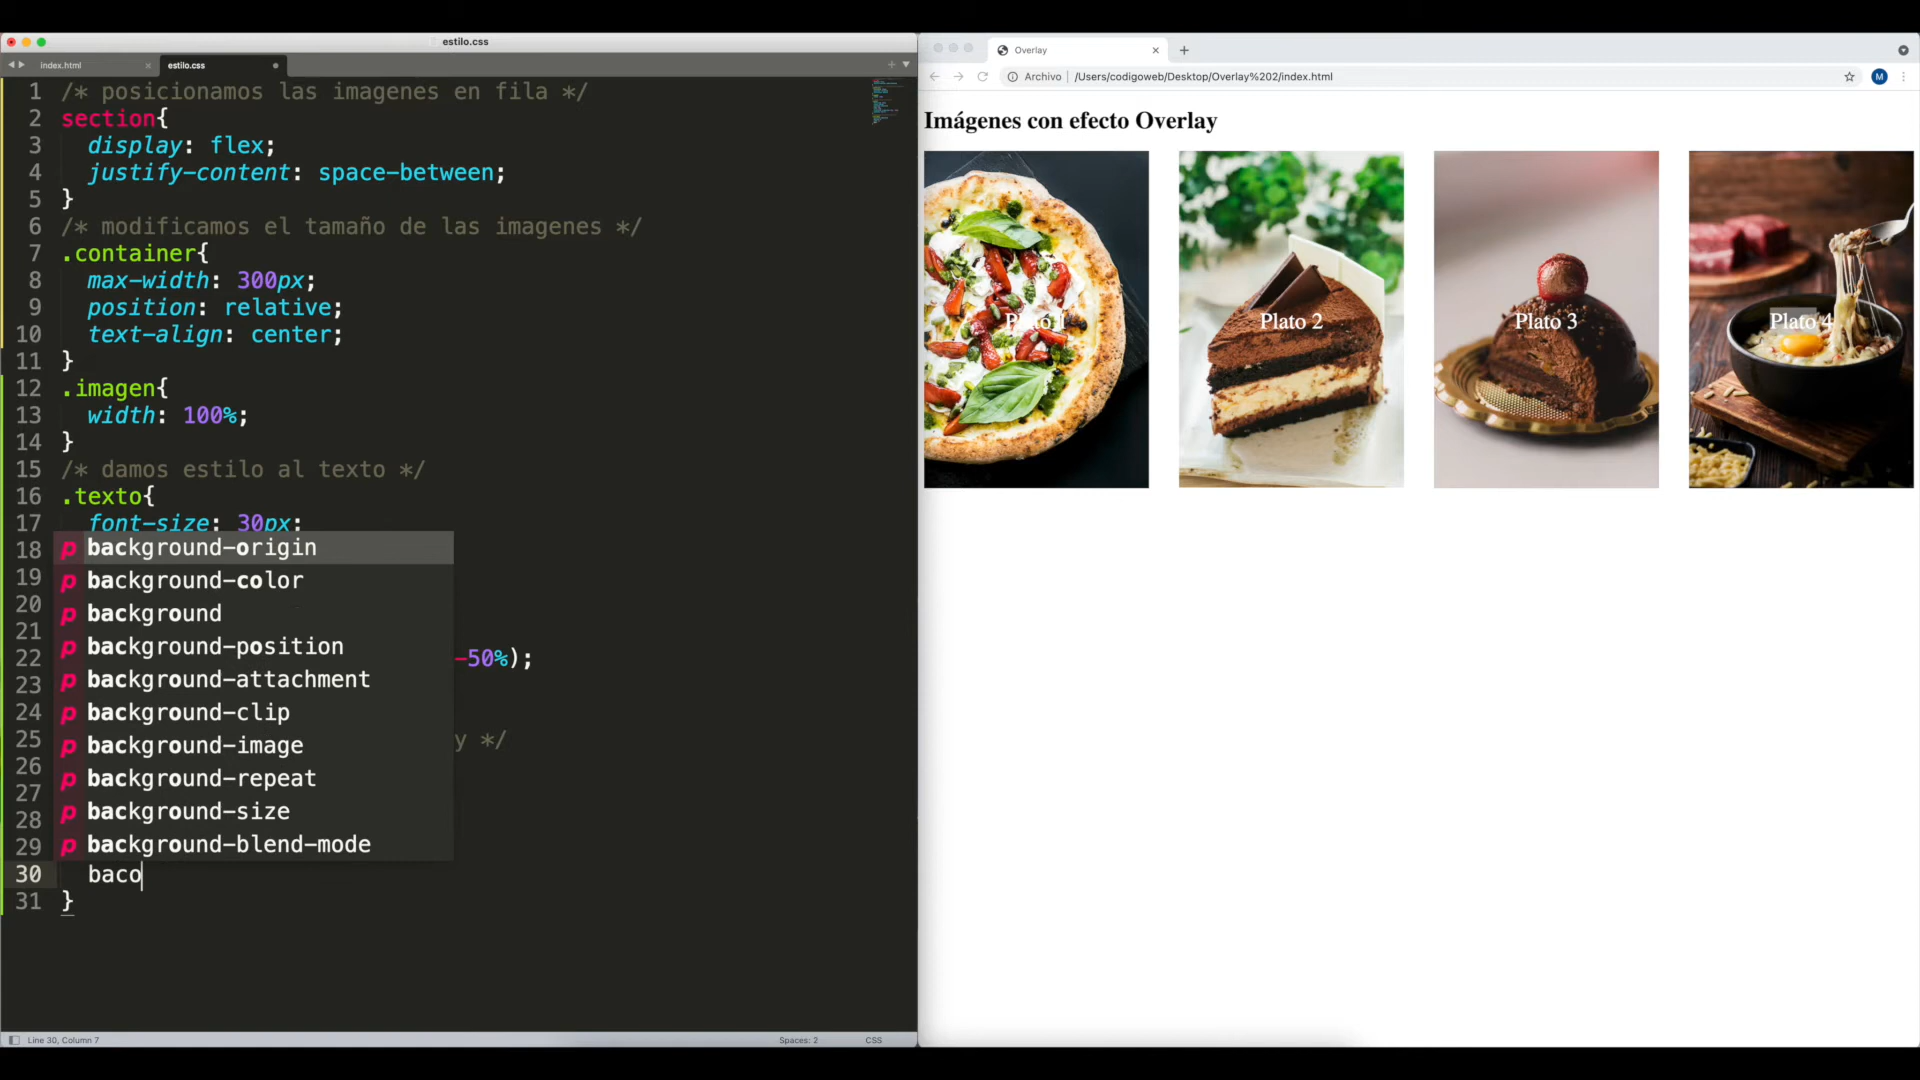 estilo.css
index.html
estilo.css
1 /* posicionamos las imagenes en fila */
2 section{
3 display: flex;
4 justify-content: space-between;
5 }
6 /* modificamos el tamaño de las imagenes */
7 .container{
8 max-width: 300px;
9 position: relative;
10 text-align: center;
11 }
12 .imagen{
13 width: 100%;
14 }
15 /* damos estilo al texto */
16 .texto{
17 font-size: 30px;
18
19
20
21
22 -50%);
23
24
25 y */
26
27
28
29
30 baco
31 }
p background-origin
p background-color
p background
p background-position
p background-attachment
p background-clip
p background-image
p background-repeat
p background-size
p background-blend-mode
Line 30, Column 7
Spaces: 2
CSS
Overlay
Archivo /Users/codigoweb/Desktop/Overlay%202/index.html
M
Imágenes con efecto Overlay
Plato 1
Plato 2
Plato 3
Plato 4